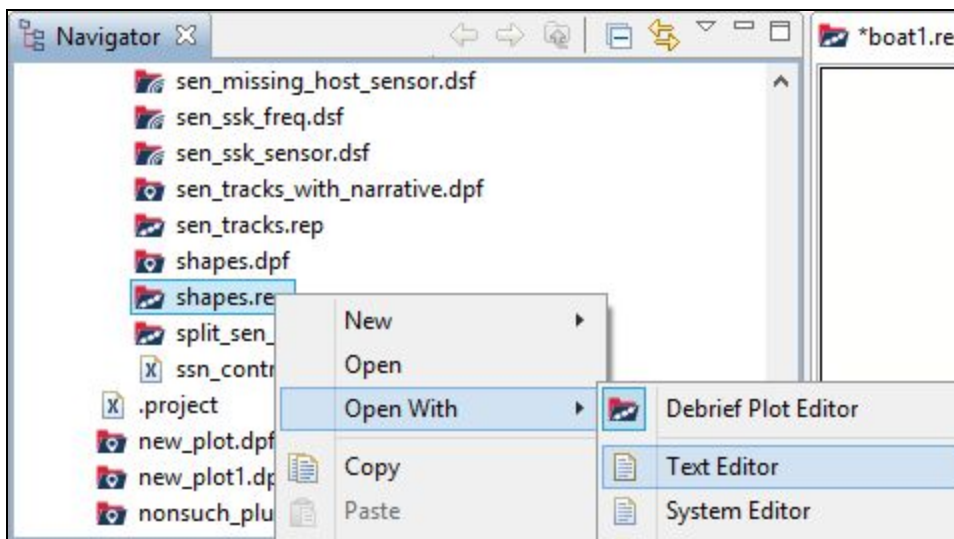 Navigator
*boat1.re
sen_missing_host_sensor.dsf
sen_ssk_freq.dsf
sen_ssk_sensor.dsf
sen_tracks_with_narrative.dpf
sen_tracks.rep
shapes.dpf
shapes.re
split_sen_
ssn_contr
.project
new_plot.dpf
new_plot1.dp
nonsuch_plu
New
Open
Open With
Copy
Paste
Debrief Plot Editor
Text Editor
System Editor